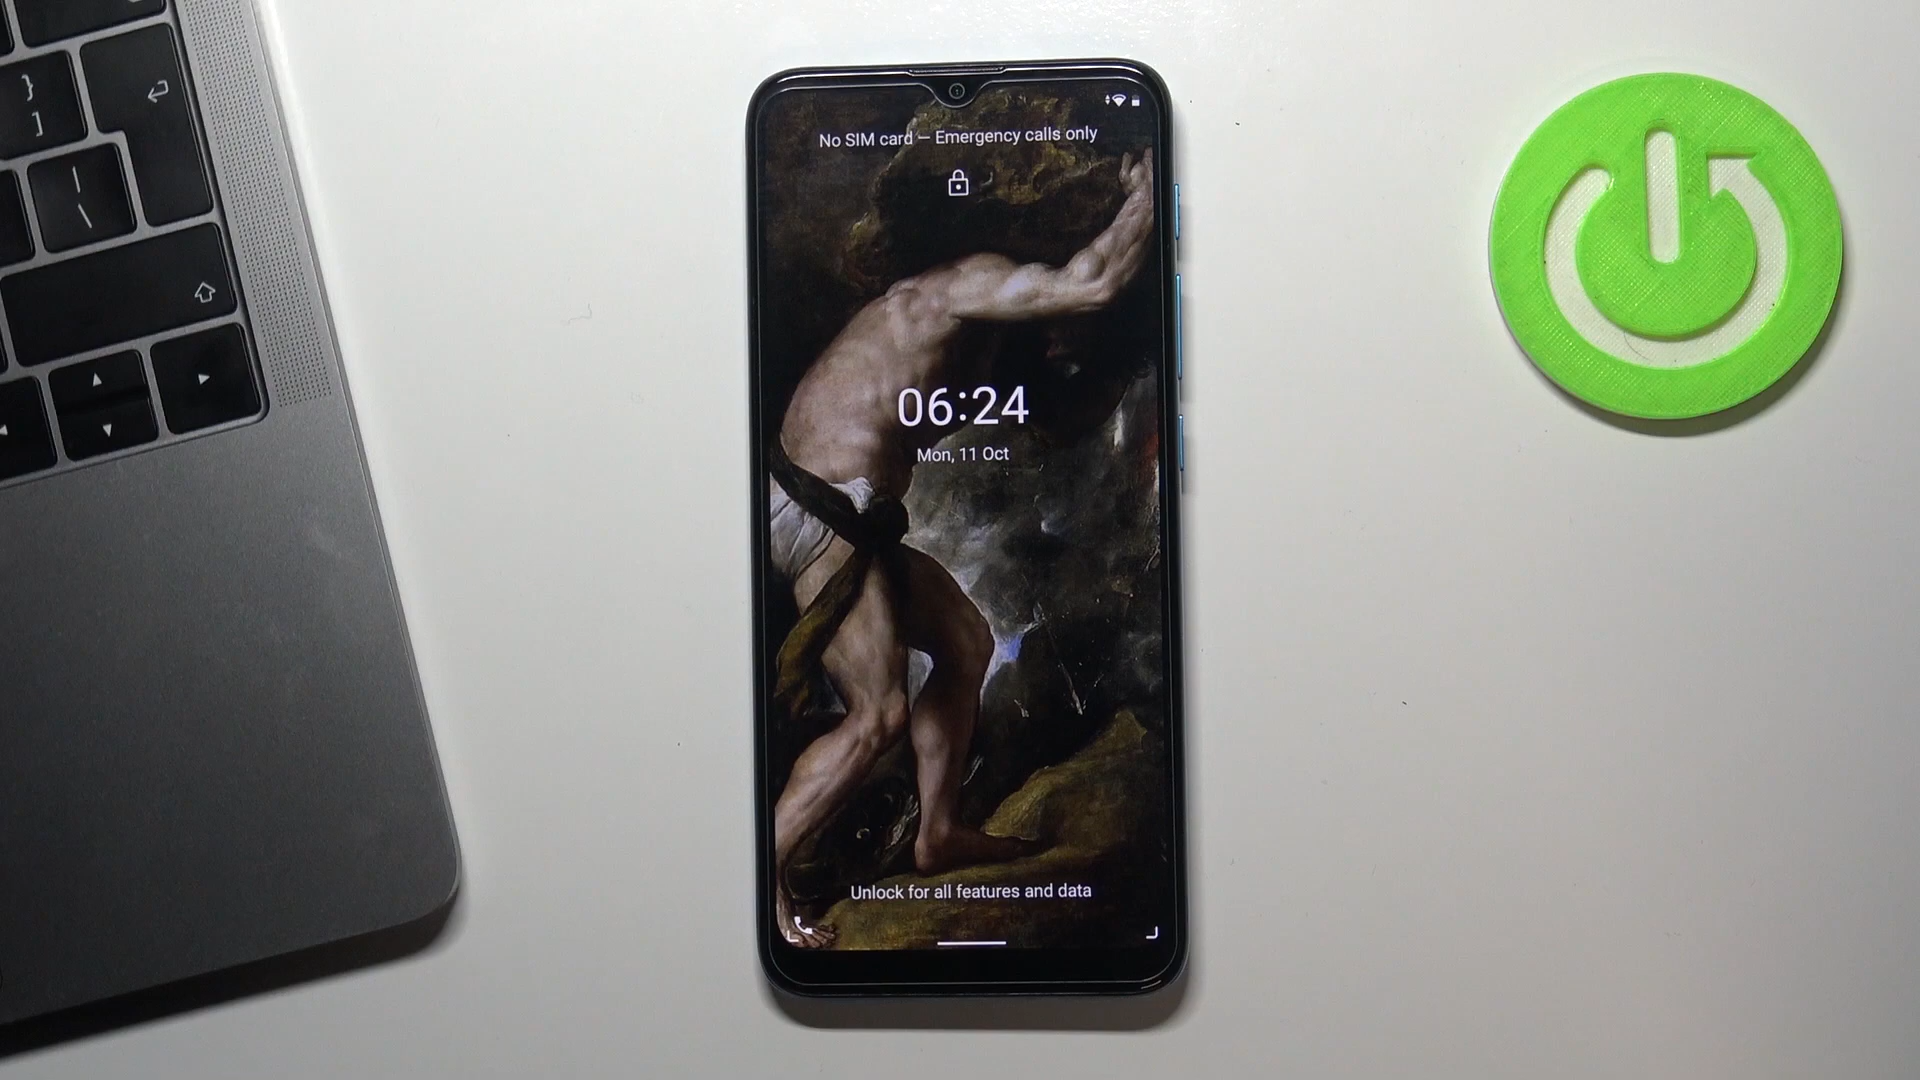 No SIM card — Emergency calls only
06:24
Mon, 11 Oct
Unlock for all features and data
}
]
|
\